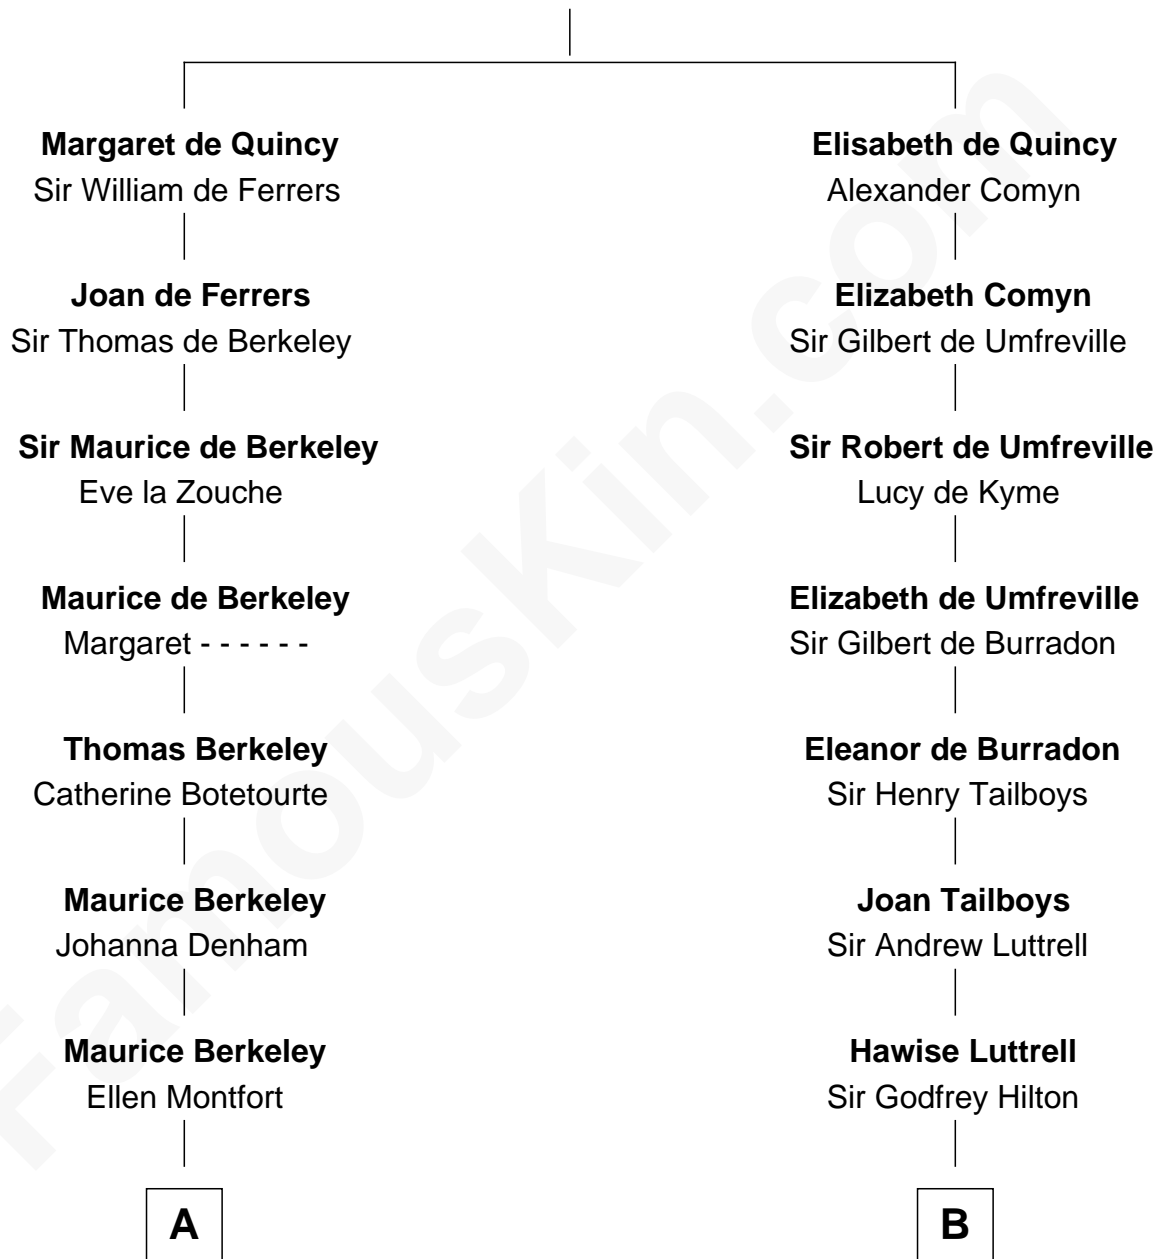 Margaret de Quincy
Sir William de Ferrers
Joan de Ferrers
Sir Thomas de Berkeley
Sir Maurice de Berkeley
Eve la Zouche
Maurice de Berkeley
Margaret - - - - - -
Thomas Berkeley
Catherine Botetourte
Maurice Berkeley
Johanna Denham
Maurice Berkeley
Ellen Montfort
A
Elisabeth de Quincy
Alexander Comyn
Elizabeth Comyn
Sir Gilbert de Umfreville
Sir Robert de Umfreville
Lucy de Kyme
Elizabeth de Umfreville
Sir Gilbert de Burradon
Eleanor de Burradon
Sir Henry Tailboys
Joan Tailboys
Sir Andrew Luttrell
Hawise Luttrell
Sir Godfrey Hilton
B
FamousKin.com